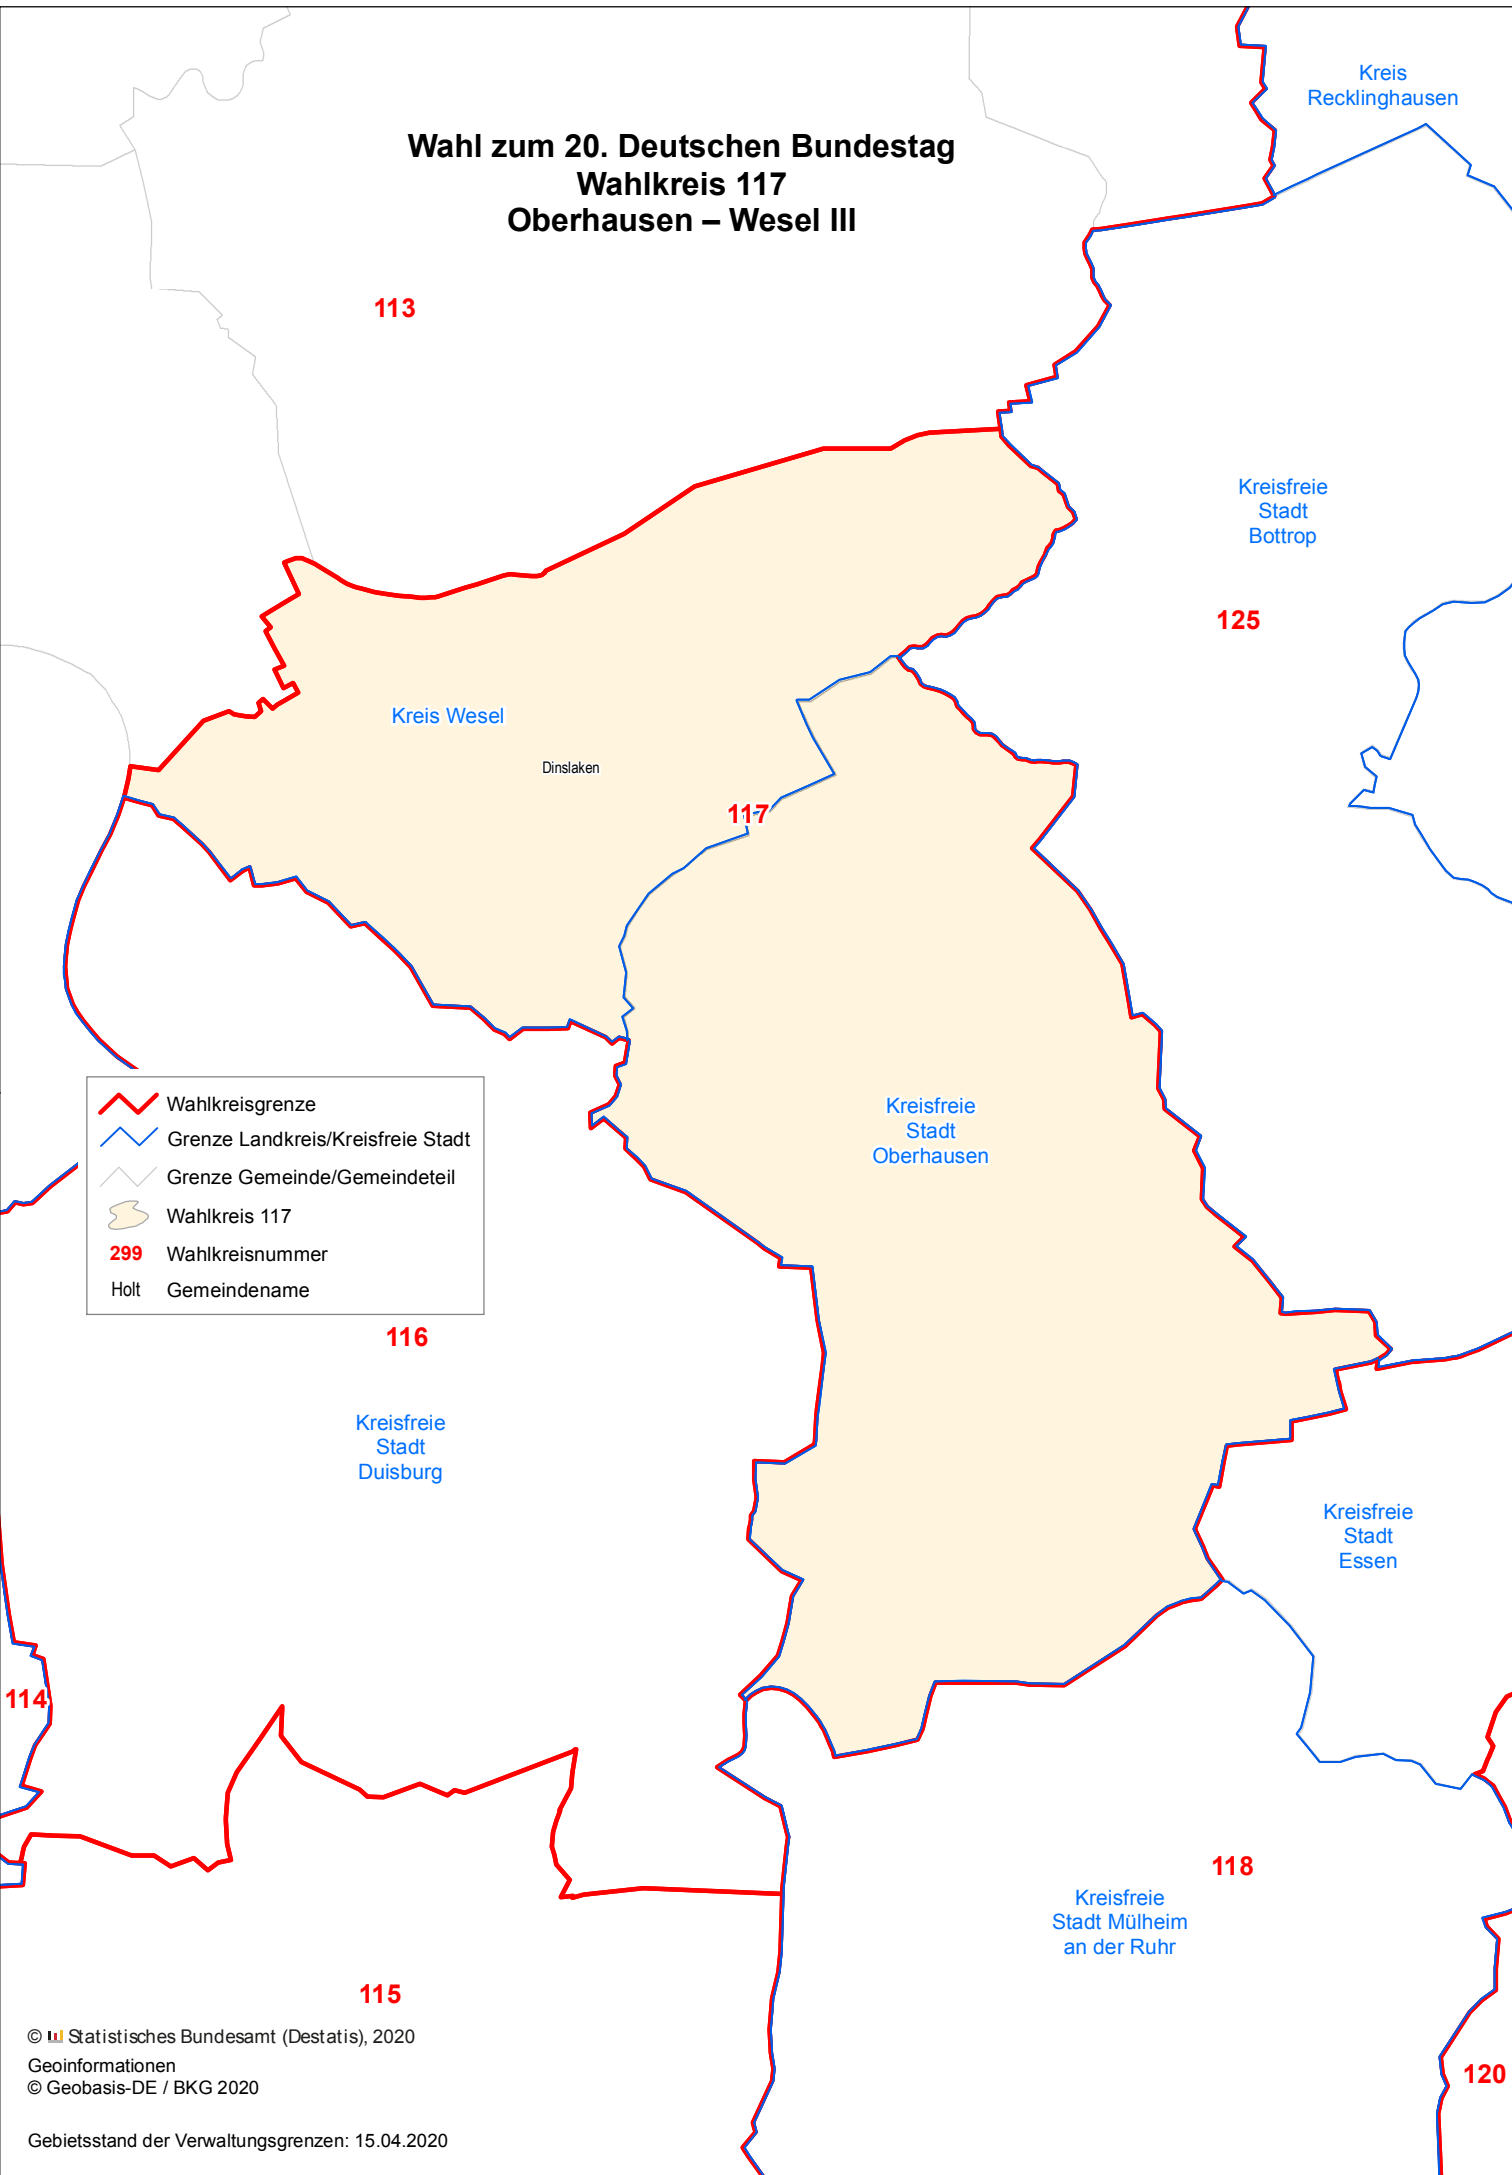 Kreis
Recklinghausen
Wahl zum 20. Deutschen Bundestag
Wahlkreis 117
Oberhausen – Wesel III
113
Kreisfreie
Stadt
Bottrop
125
Kreis Wesel
Dinslaken
117
Wahlkreisgrenze
Grenze Landkreis/Kreisfreie Stadt
Grenze Gemeinde/Gemeindeteil
Wahlkreis 117
299 Wahlkreisnummer
Holt Gemeindename
Kreisfreie
Stadt
Oberhausen
116
Kreisfreie
Stadt
Duisburg
Kreisfreie
Stadt
Essen
114
118
Kreisfreie
Stadt Mülheim
an der Ruhr
115
120
© Statistisches Bundesamt (Destatis), 2020
Geoinformationen
© Geobasis-DE / BKG 2020
Gebietsstand der Verwaltungsgrenzen: 15.04.2020